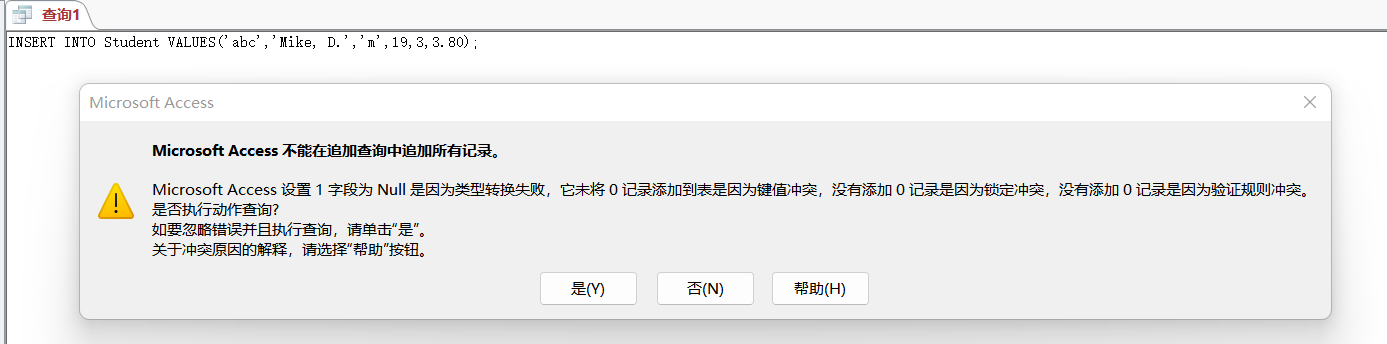 查询1
INSERT INTO Student VALUES('abc','Mike, D.','m',19,3,3.80);
Microsoft Access
Microsoft Access 不能在追加查询中追加所有记录。
Microsoft Access 设置 1 字段为 Null 是因为类型转换失败，它未将 0 记录添加到表是因为键值冲突，没有添加 0 记录是因为锁定冲突，没有添加 0 记录是因为验证规则冲突。
是否执行动作查询?
如要忽略错误并且执行查询，请单击“是”。
关于冲突原因的解释，请选择“帮助”按钮。
是(Y)
否(N)
帮助(H)